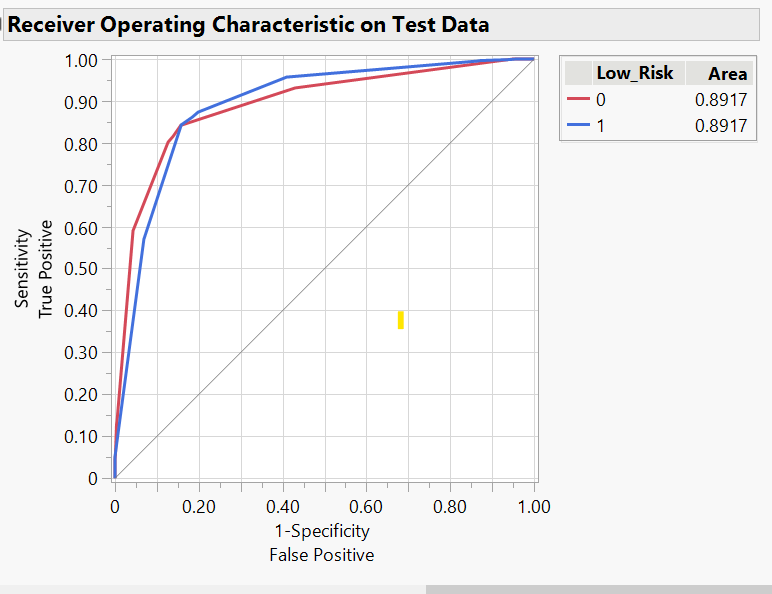 Receiver Operating Characteristic on Test Data
1.00
0.90
0.80
0.70
0.60
0.50
0.40
0.30
0.20
0.10
0
Sensitivity
True Positive
0 0.20 0.40 0.60 0.80 1.00
1-Specificity
False Positive
Low_Risk Area
0 0.8917
1 0.8917